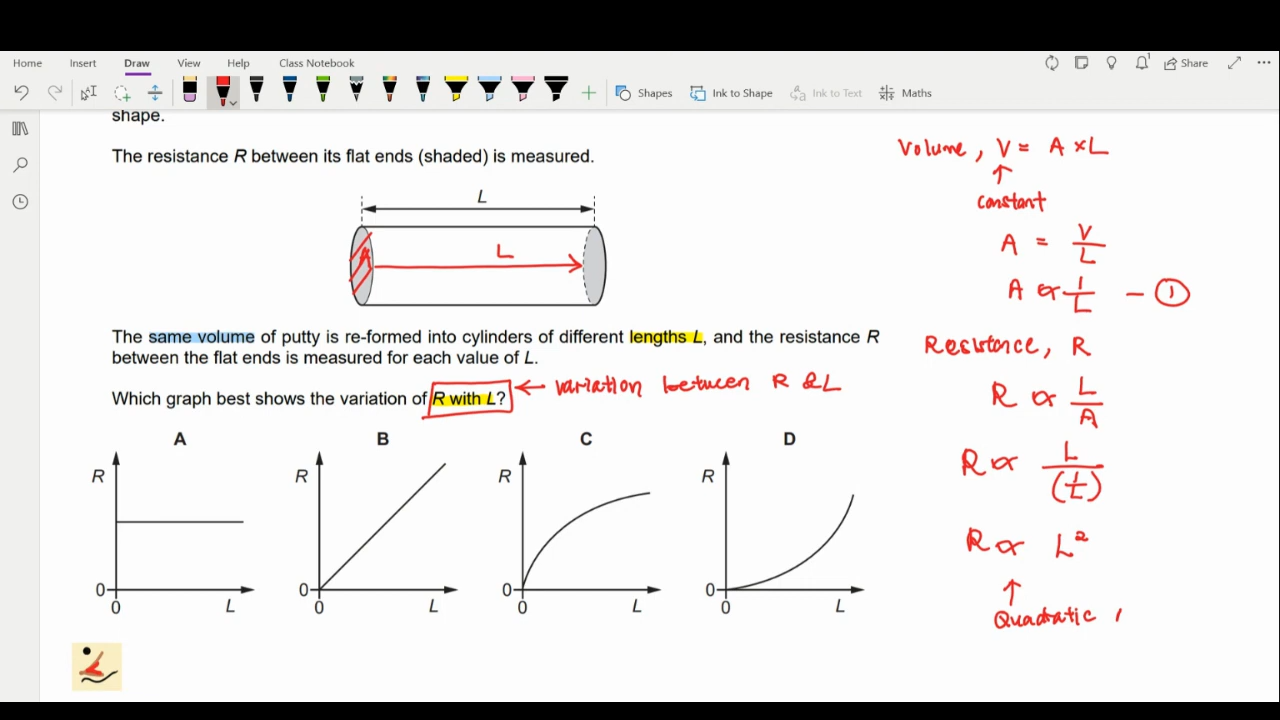 Home Insert Draw View Help Class Notebook Share
Shapes Ink to Shape Ink to Text Maths
shape.
The resistance R between its flat ends (shaded) is measured.
L
A L
The same volume of putty is re-formed into cylinders of different lengths L, and the resistance R
between the flat ends is measured for each value of L.
Which graph best shows the variation of R with L? ← variation between R & L
A B C D
R R R R
0 0 0 0
0 L 0 L 0 L 0 L
Volume, V = A × L
↑
constant
A = V/L
A ∝ 1/L – ①
Resistence, R
R ∝ L/A
R ∝ L/(1/L)
R ∝ L²
↑
Quadratic